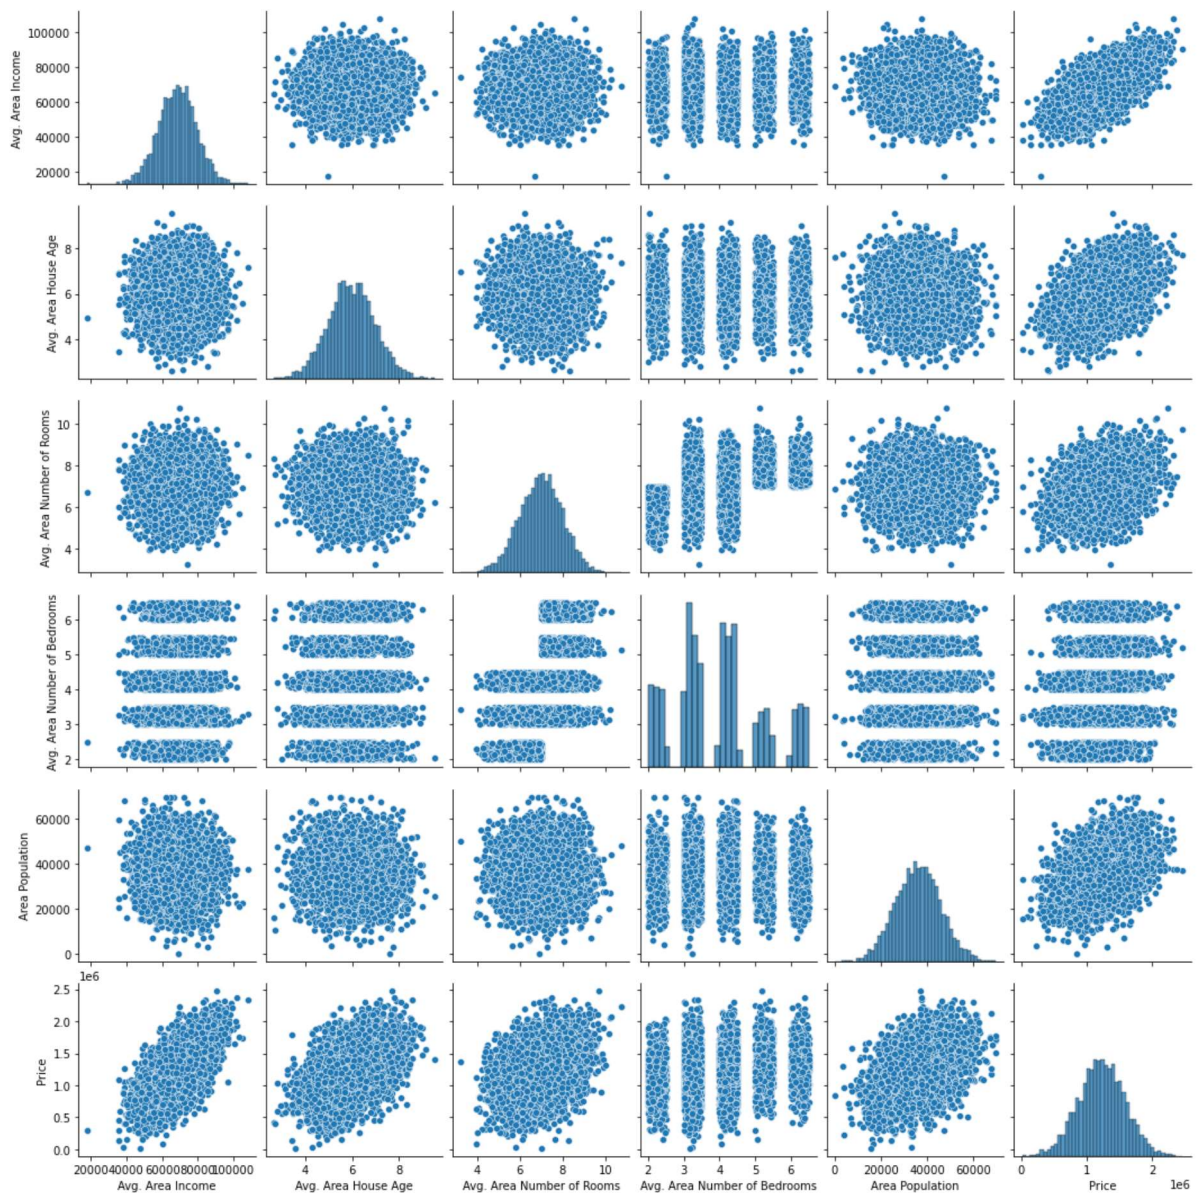 100000
80000
60000
40000
20000
Avg. Area Income
8
6
4
Avg. Area House Age
10
8
6
4
Avg. Area Number of Rooms
6
5
4
3
2
Avg. Area Number of Bedrooms
60000
40000
20000
0
Area Population
1e6
2.5
2.0
1.5
1.0
0.5
0.0
Price
20000 40000 60000 80000 100000
4 6 8
4 6 8 10
2 3 4 5 6
0 20000 40000 60000
0 1 2
1e6
Avg. Area Income
Avg. Area House Age
Avg. Area Number of Rooms
Avg. Area Number of Bedrooms
Area Population
Price